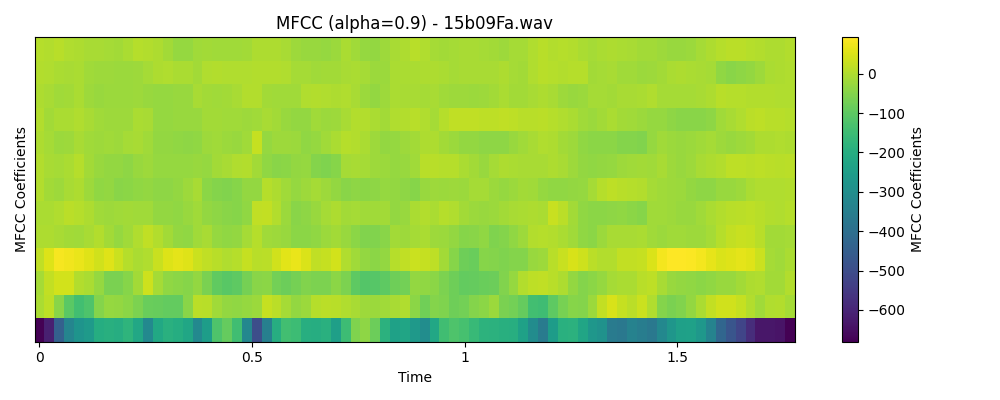 MFCC (alpha=0.9) - 15b09Fa.wav
MFCC Coefficients
0
0.5
1
1.5
Time
0
−100
−200
−300
−400
−500
−600
MFCC Coefficients